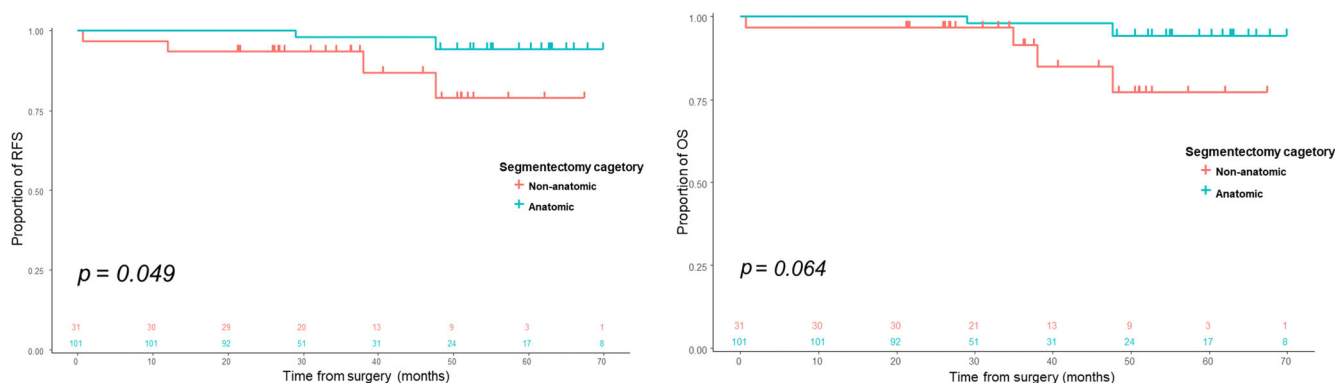 1.00
0.75
0.50
0.25
0.00
Proportion of RFS
Segmentectomy cagetory
Non-anatomic
Anatomic
p = 0.049
31 30 29 20 13 9 3 1
101 101 92 51 31 24 17 8
0 10 20 30 40 50 60 70
Time from surgery (months)
1.00
0.75
0.50
0.25
0.00
Proportion of OS
Segmentectomy cagetory
Non-anatomic
Anatomic
p = 0.064
31 30 30 21 13 9 3 1
101 101 92 51 31 24 17 8
0 10 20 30 40 50 60 70
Time from surgery (months)